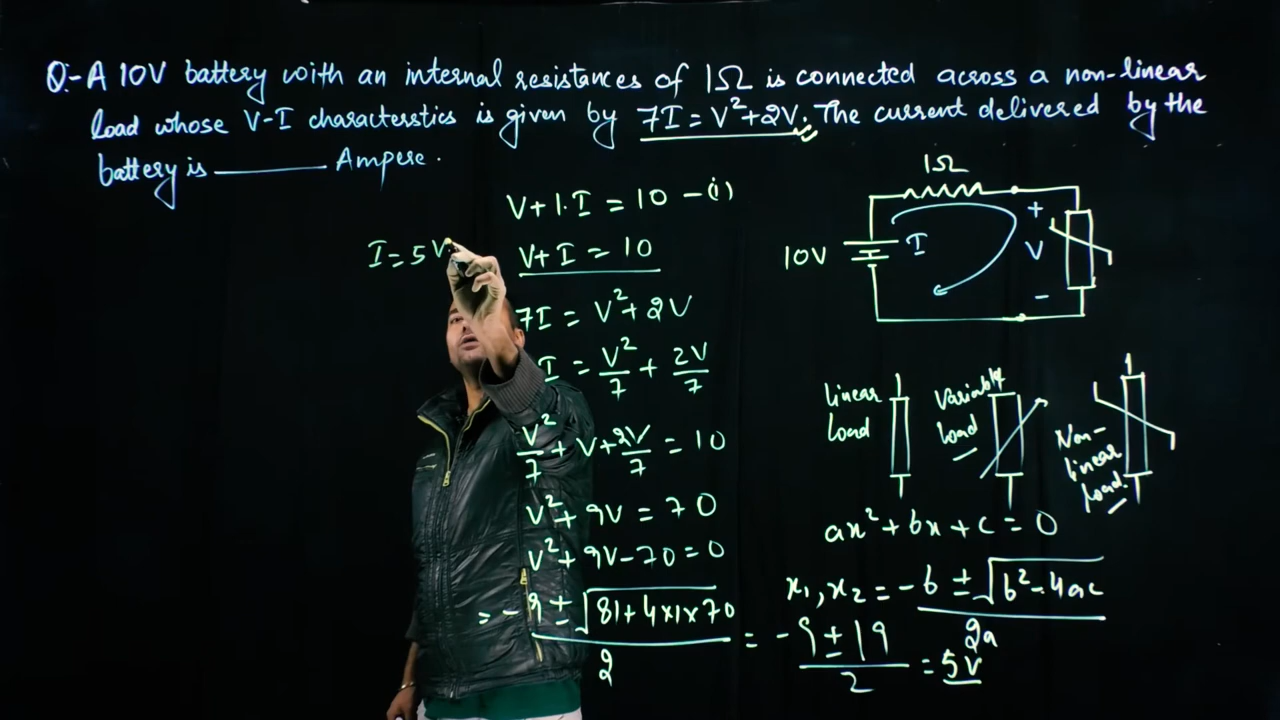 Q-A 10V battery with an internal resistances of 1Ω is connected across a non-linear
load whose V-I characterstics is given by 7I = V²+2V. The current delivered by the
battery is ______ Ampere.
V+1.I = 10 -(i)
I = 5V
V+I = 10
7I = V²+2V
I = V²/7 + 2V/7
V²/7 + V+2V/7 = 10
V²+9V = 70
V²+9V-70=0
= -9±√81+4×1×70 / 2 = -9±19 / 2 = 5V
1Ω
10V
I
+
V
-
linear
load
Variable
load
Non-
linear
load.
ax²+bx+c = 0
x₁,x₂ = -b ± √b²-4ac / 2a